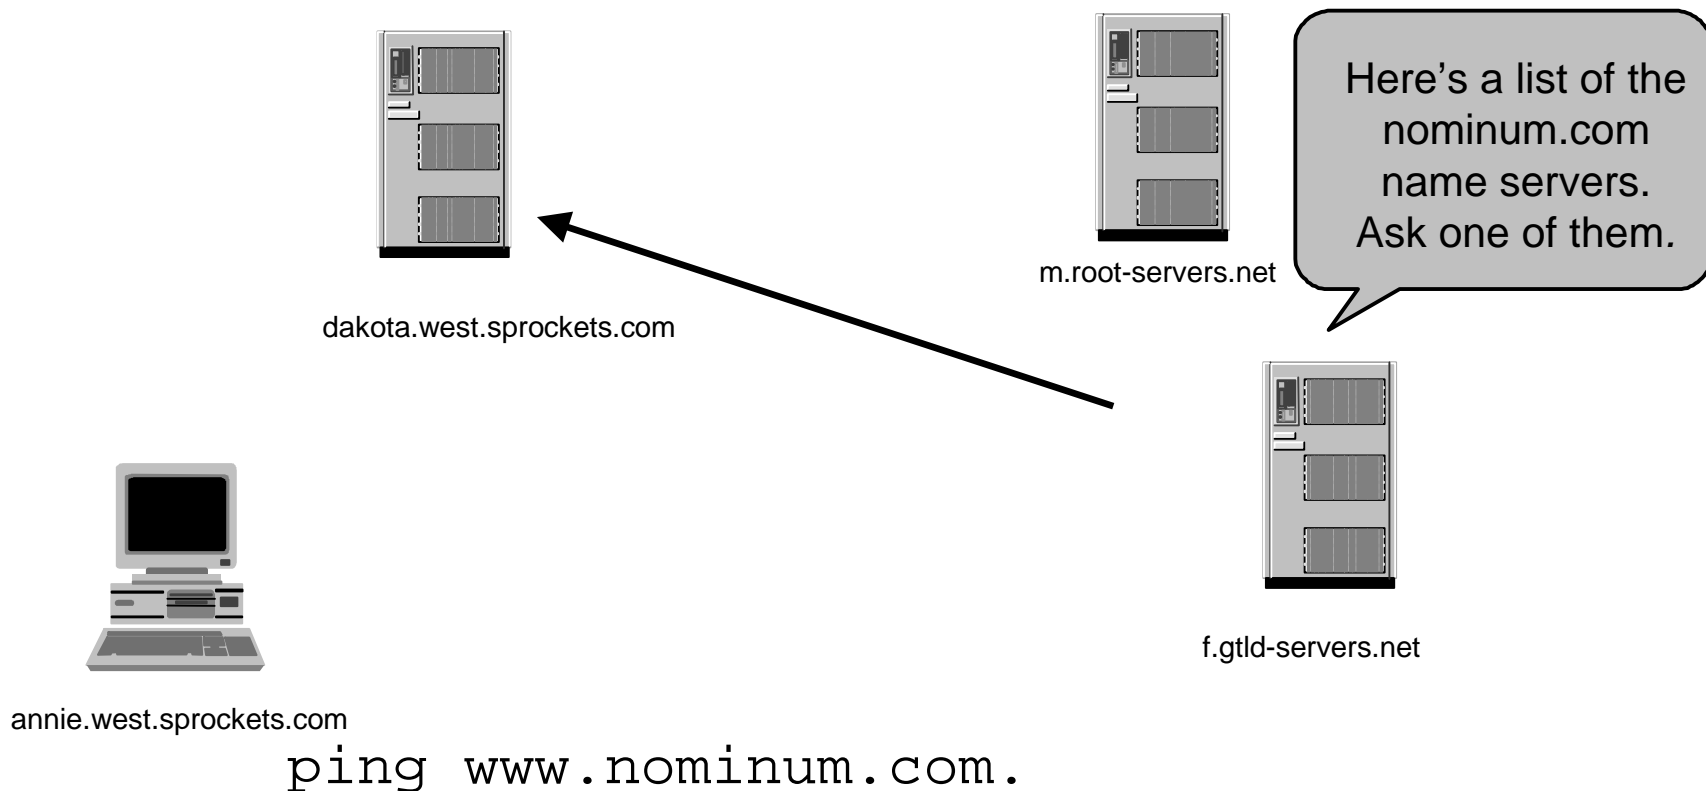 Here’s a list of the
nominum.com
name servers.
Ask one of them.
m.root-servers.net
dakota.west.sprockets.com
f.gtld-servers.net
annie.west.sprockets.com
ping www.nominum.com.